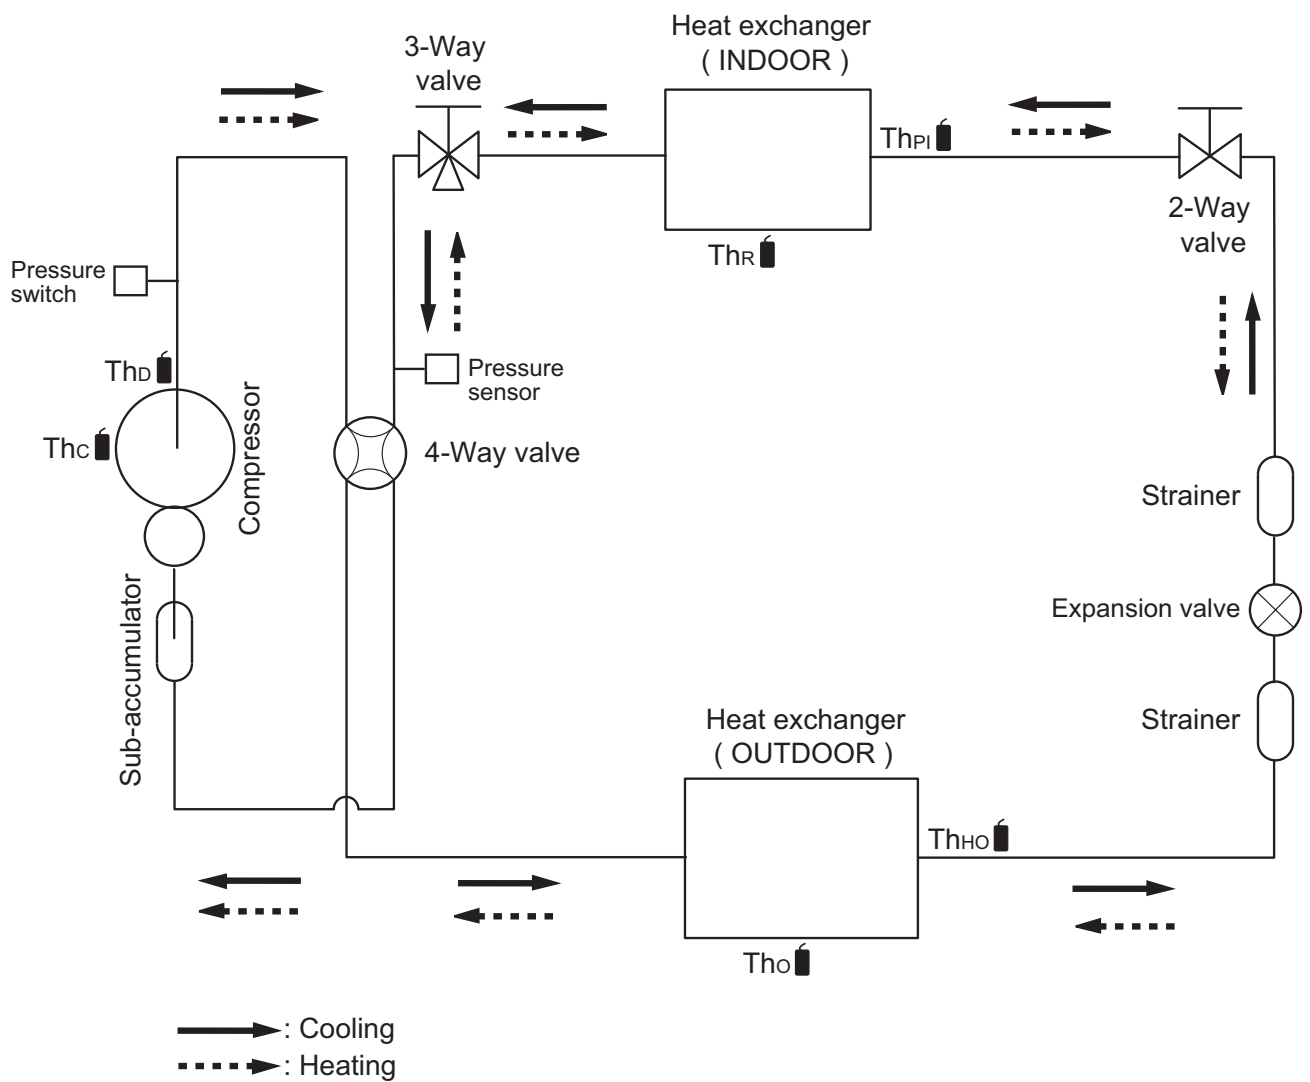 Heat exchanger
( INDOOR )
3-Way
valve
ThPI
2-Way
valve
ThR
Pressure
switch
ThD
Pressure
sensor
ThC
Compressor
4-Way valve
Strainer
Expansion valve
Sub-accumulator
Strainer
Heat exchanger
( OUTDOOR )
ThHO
ThO
: Cooling
: Heating